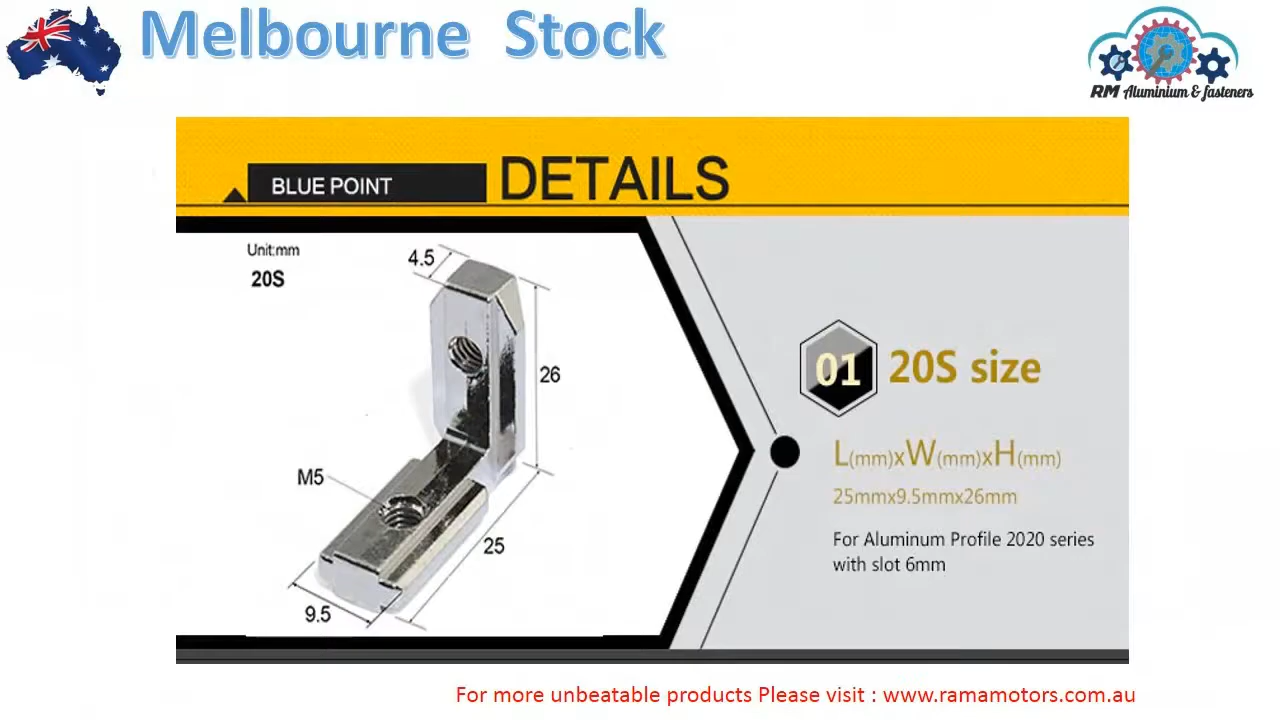 Melbourne Stock
RM Aluminium & fasteners
BLUE POINT
DETAILS
Unit:mm
20S
4.5
26
M5
25
9.5
01
20S size
L(mm)xW(mm)xH(mm)
25mmx9.5mmx26mm
For Aluminum Profile 2020 series
with slot 6mm
For more unbeatable products Please visit : www.ramamotors.com.au